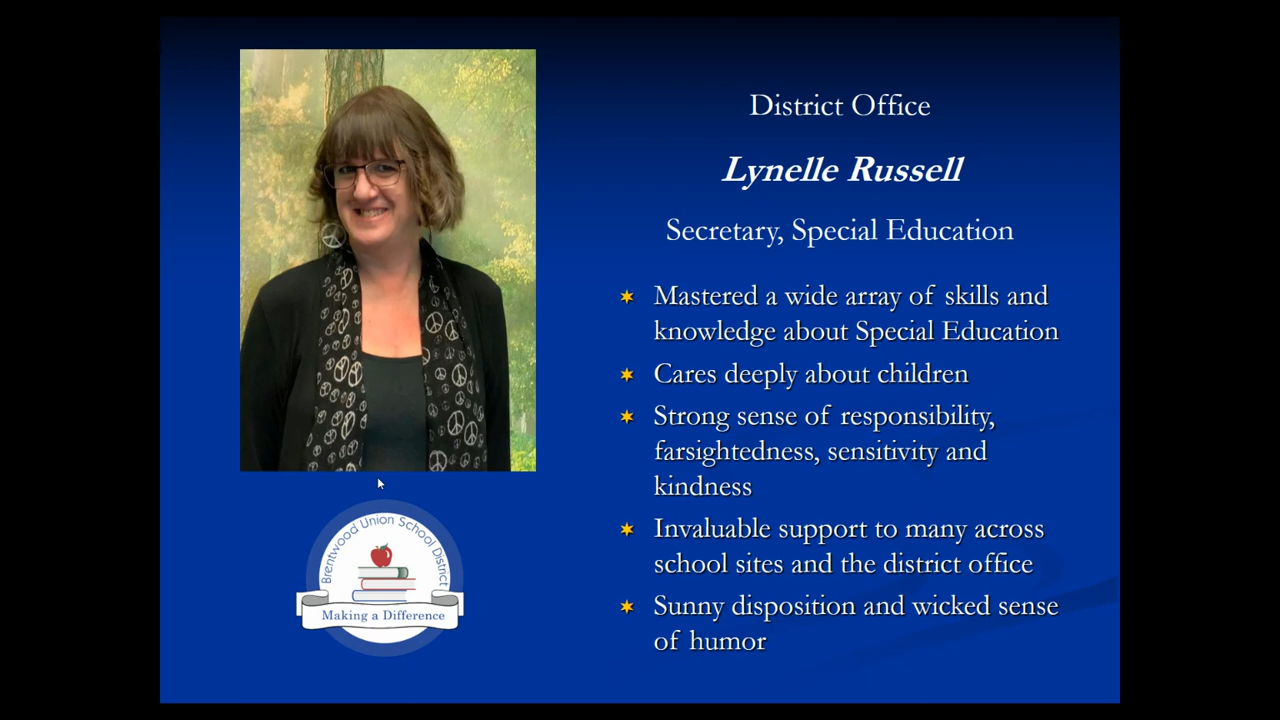 District Office
Lynelle Russell
Secretary, Special Education
Mastered a wide array of skills and
knowledge about Special Education
Cares deeply about children
Strong sense of responsibility,
farsightedness, sensitivity and
kindness
Invaluable support to many across
school sites and the district office
Sunny disposition and wicked sense
of humor
Brentwood Union School District
Making a Difference